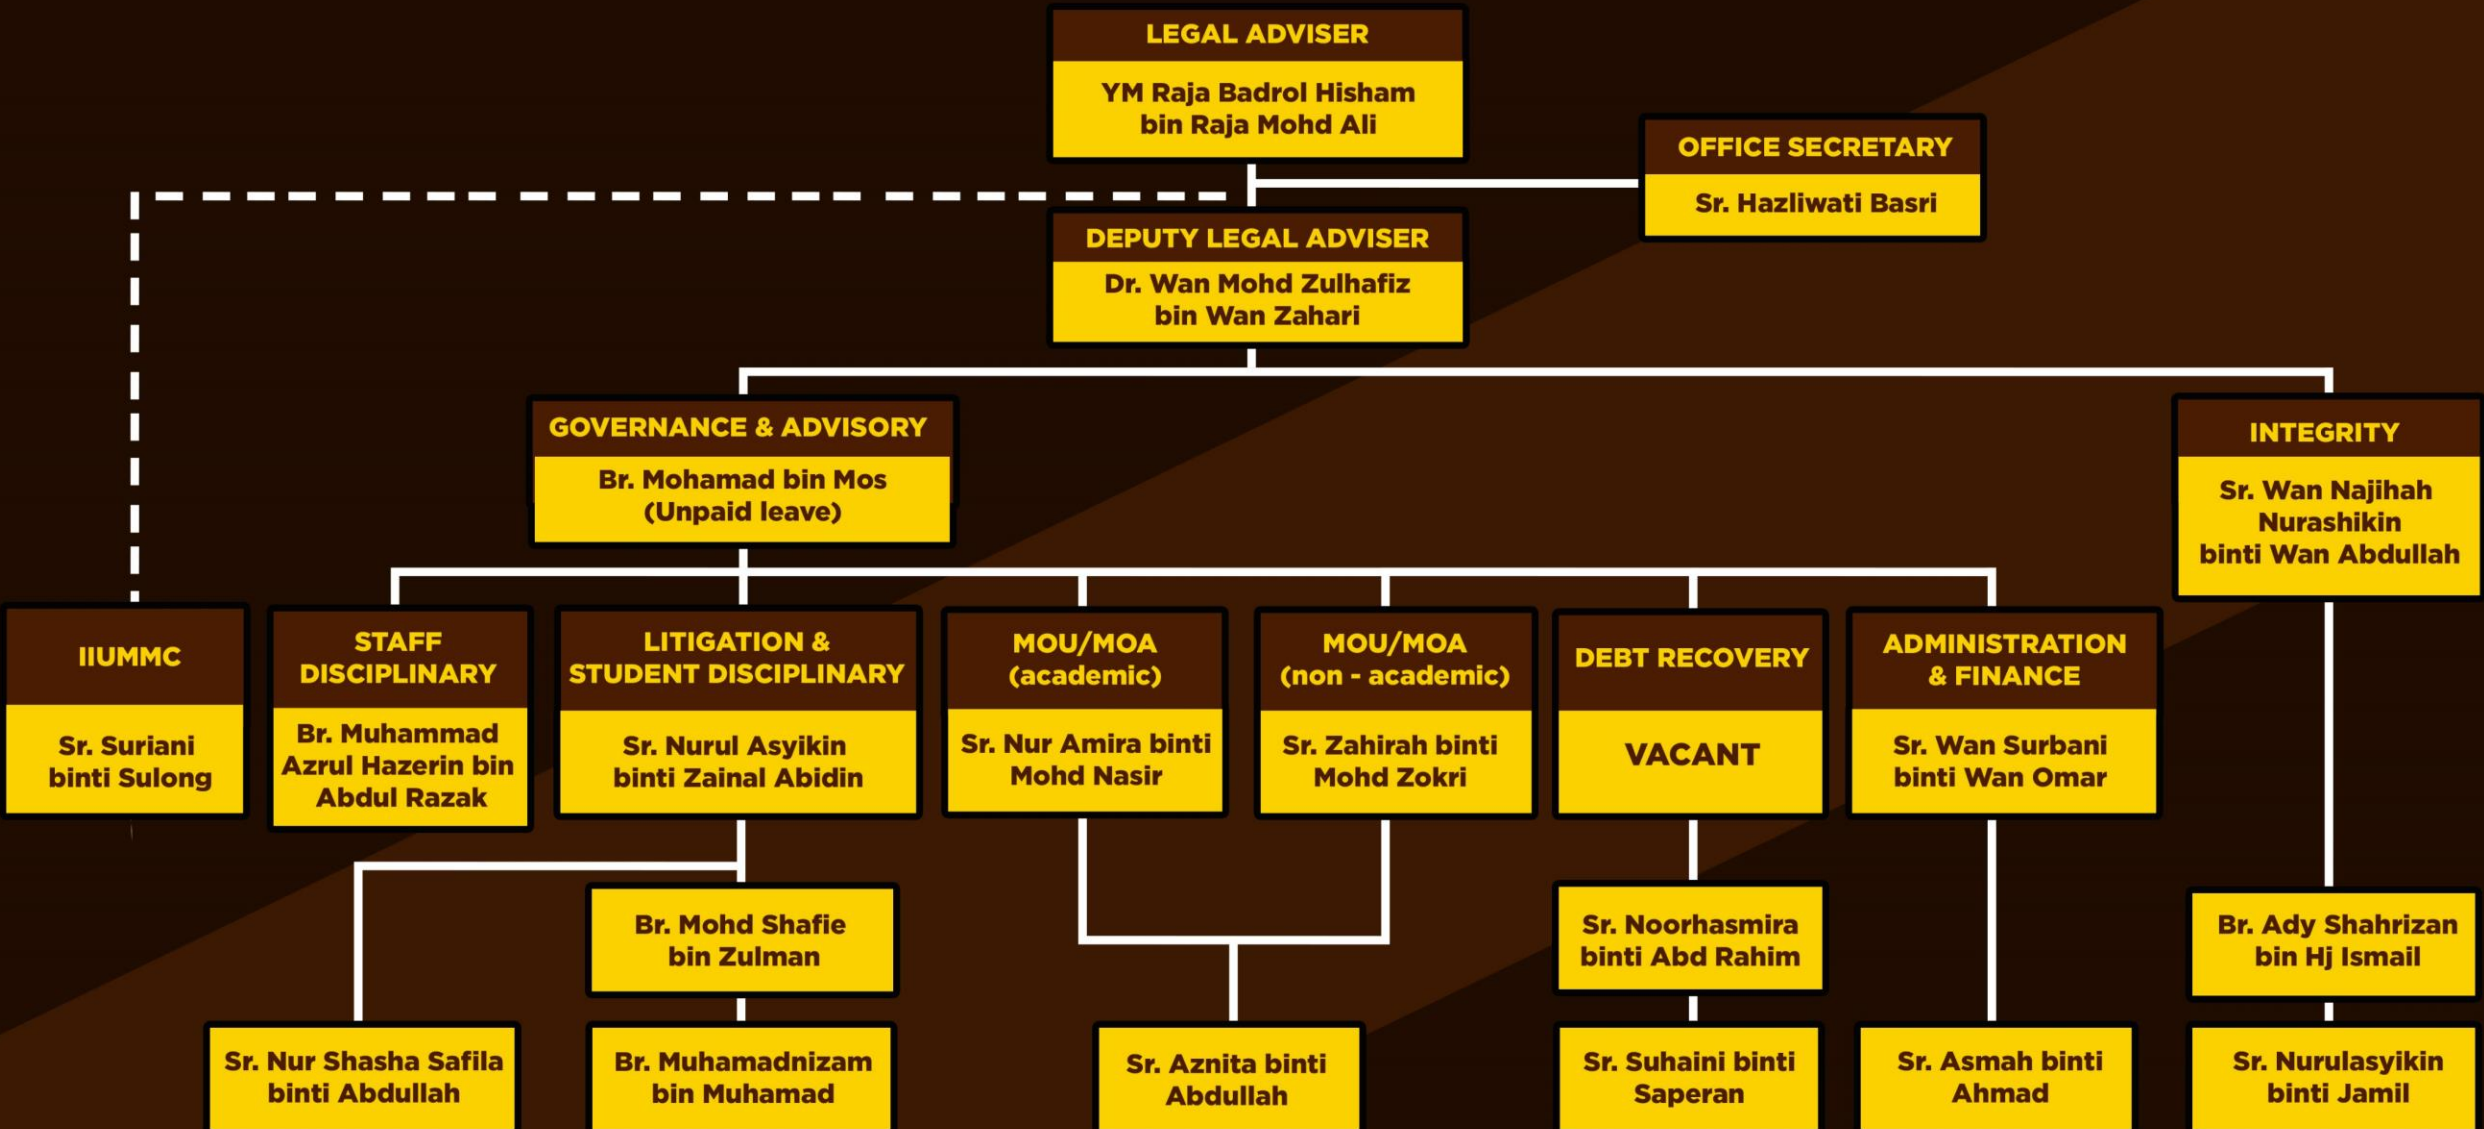 LEGAL ADVISER
YM Raja Badrol Hisham
bin Raja Mohd Ali
OFFICE SECRETARY
Sr. Hazliwati Basri
DEPUTY LEGAL ADVISER
Dr. Wan Mohd Zulhafiz
bin Wan Zahari
GOVERNANCE & ADVISORY
Br. Mohamad bin Mos
(Unpaid leave)
INTEGRITY
Sr. Wan Najihah
Nurashikin
binti Wan Abdullah
IIUMMC
Sr. Suriani
binti Sulong
STAFF
DISCIPLINARY
Br. Muhammad
Azrul Hazerin bin
Abdul Razak
LITIGATION &
STUDENT DISCIPLINARY
Sr. Nurul Asyikin
binti Zainal Abidin
MOU/MOA
(academic)
Sr. Nur Amira binti
Mohd Nasir
MOU/MOA
(non - academic)
Sr. Zahirah binti
Mohd Zokri
DEBT RECOVERY
VACANT
ADMINISTRATION
& FINANCE
Sr. Wan Surbani
binti Wan Omar
Br. Mohd Shafie
bin Zulman
Sr. Noorhasmira
binti Abd Rahim
Br. Ady Shahrizan
bin Hj Ismail
Sr. Nur Shasha Safila
binti Abdullah
Br. Muhamadnizam
bin Muhamad
Sr. Aznita binti
Abdullah
Sr. Suhaini binti
Saperan
Sr. Asmah binti
Ahmad
Sr. Nurulasyikin
binti Jamil